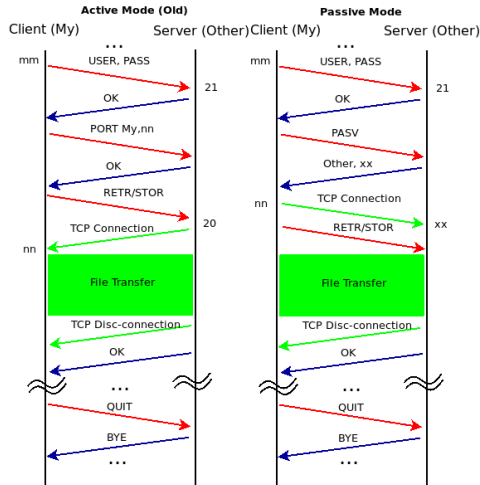 Active Mode (Old)
Client (My)
Server (Other)
...
mm
USER, PASS
21
OK
PORT My,nn
OK
RETR/STOR
20
TCP Connection
nn
File Transfer
TCP Disc-connection
OK
...
QUIT
BYE
...
Passive Mode
Client (My)
Server (Other)
...
mm
USER, PASS
21
OK
PASV
Other, xx
nn
TCP Connection
xx
RETR/STOR
File Transfer
TCP Disc-connection
OK
...
QUIT
BYE
...